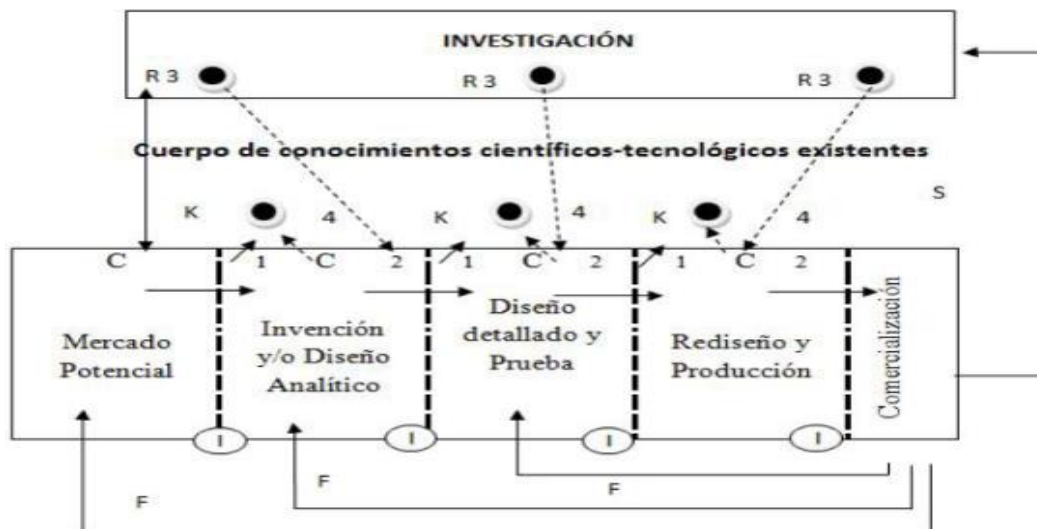 INVESTIGACIÓN
R 3 R 3 R 3
Cuerpo de conocimientos científicos-tecnológicos existentes
S
K 4 K 4 K 4
C 1 C 2 1 C 2 1 C 2
Mercado
Potencial
Invención
y/o Diseño
Analítico
Diseño
detallado y
Prueba
Rediseño y
Producción
Comercialización
I I I I
F F F